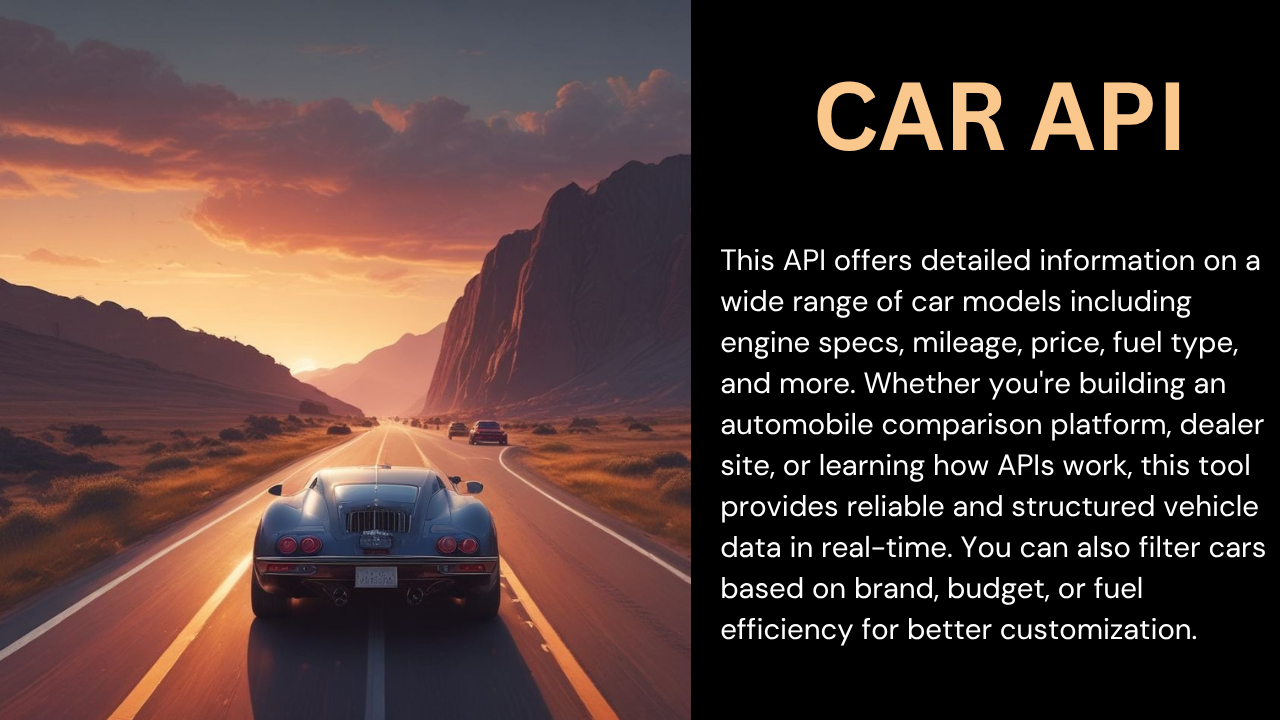 CAR API
This API offers detailed information on a
wide range of car models including
engine specs, mileage, price, fuel type,
and more. Whether you're building an
automobile comparison platform, dealer
site, or learning how APIs work, this tool
provides reliable and structured vehicle
data in real-time. You can also filter cars
based on brand, budget, or fuel
efficiency for better customization.